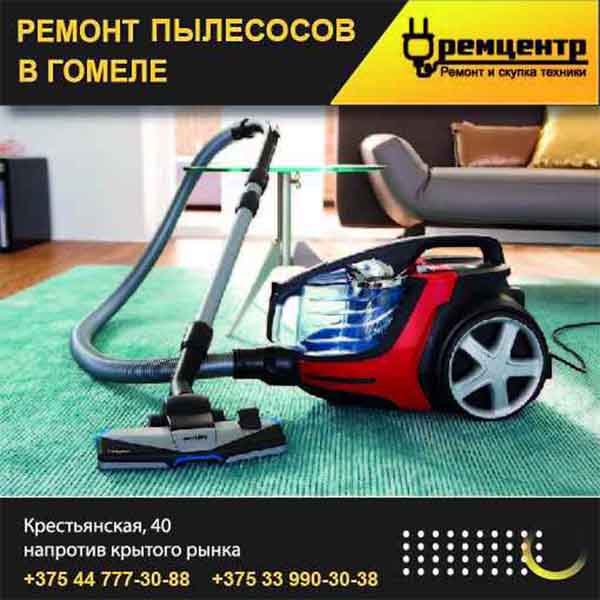 РЕМОНТ ПЫЛЕСОСОВ
В ГОМЕЛЕ
ремцентр
Ремонт и скупка техники
Крестьянская, 40
напротив крытого рынка
+375 44 777-30-88 +375 33 990-30-38